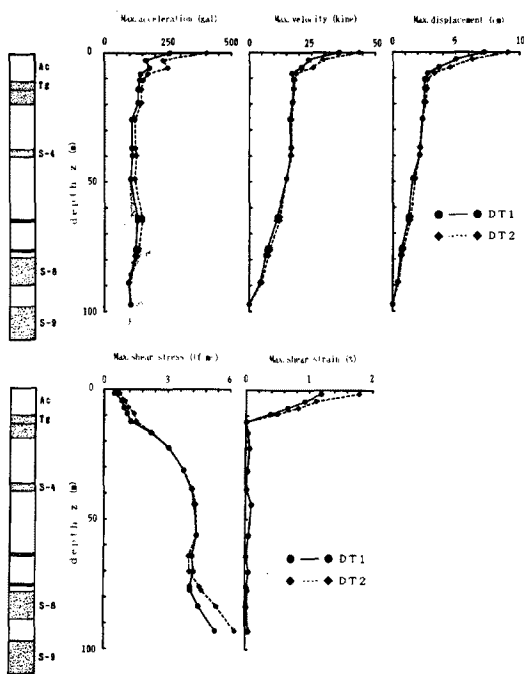 Max.acceleration (gal)
Max.velocity (kine)
Max.displacement (cm)
0 250 500
0 25 50
0 5 10
0
50
100
depth z (m)
Ac
Tg
S-4
S-8
S-9
DT1
DT2
Max.shear stress
0 3 6
Max.shear strain (%)
0 1 2
0
50
100
depth z (m)
Ac
Tg
S-4
S-8
S-9
DT1
DT2